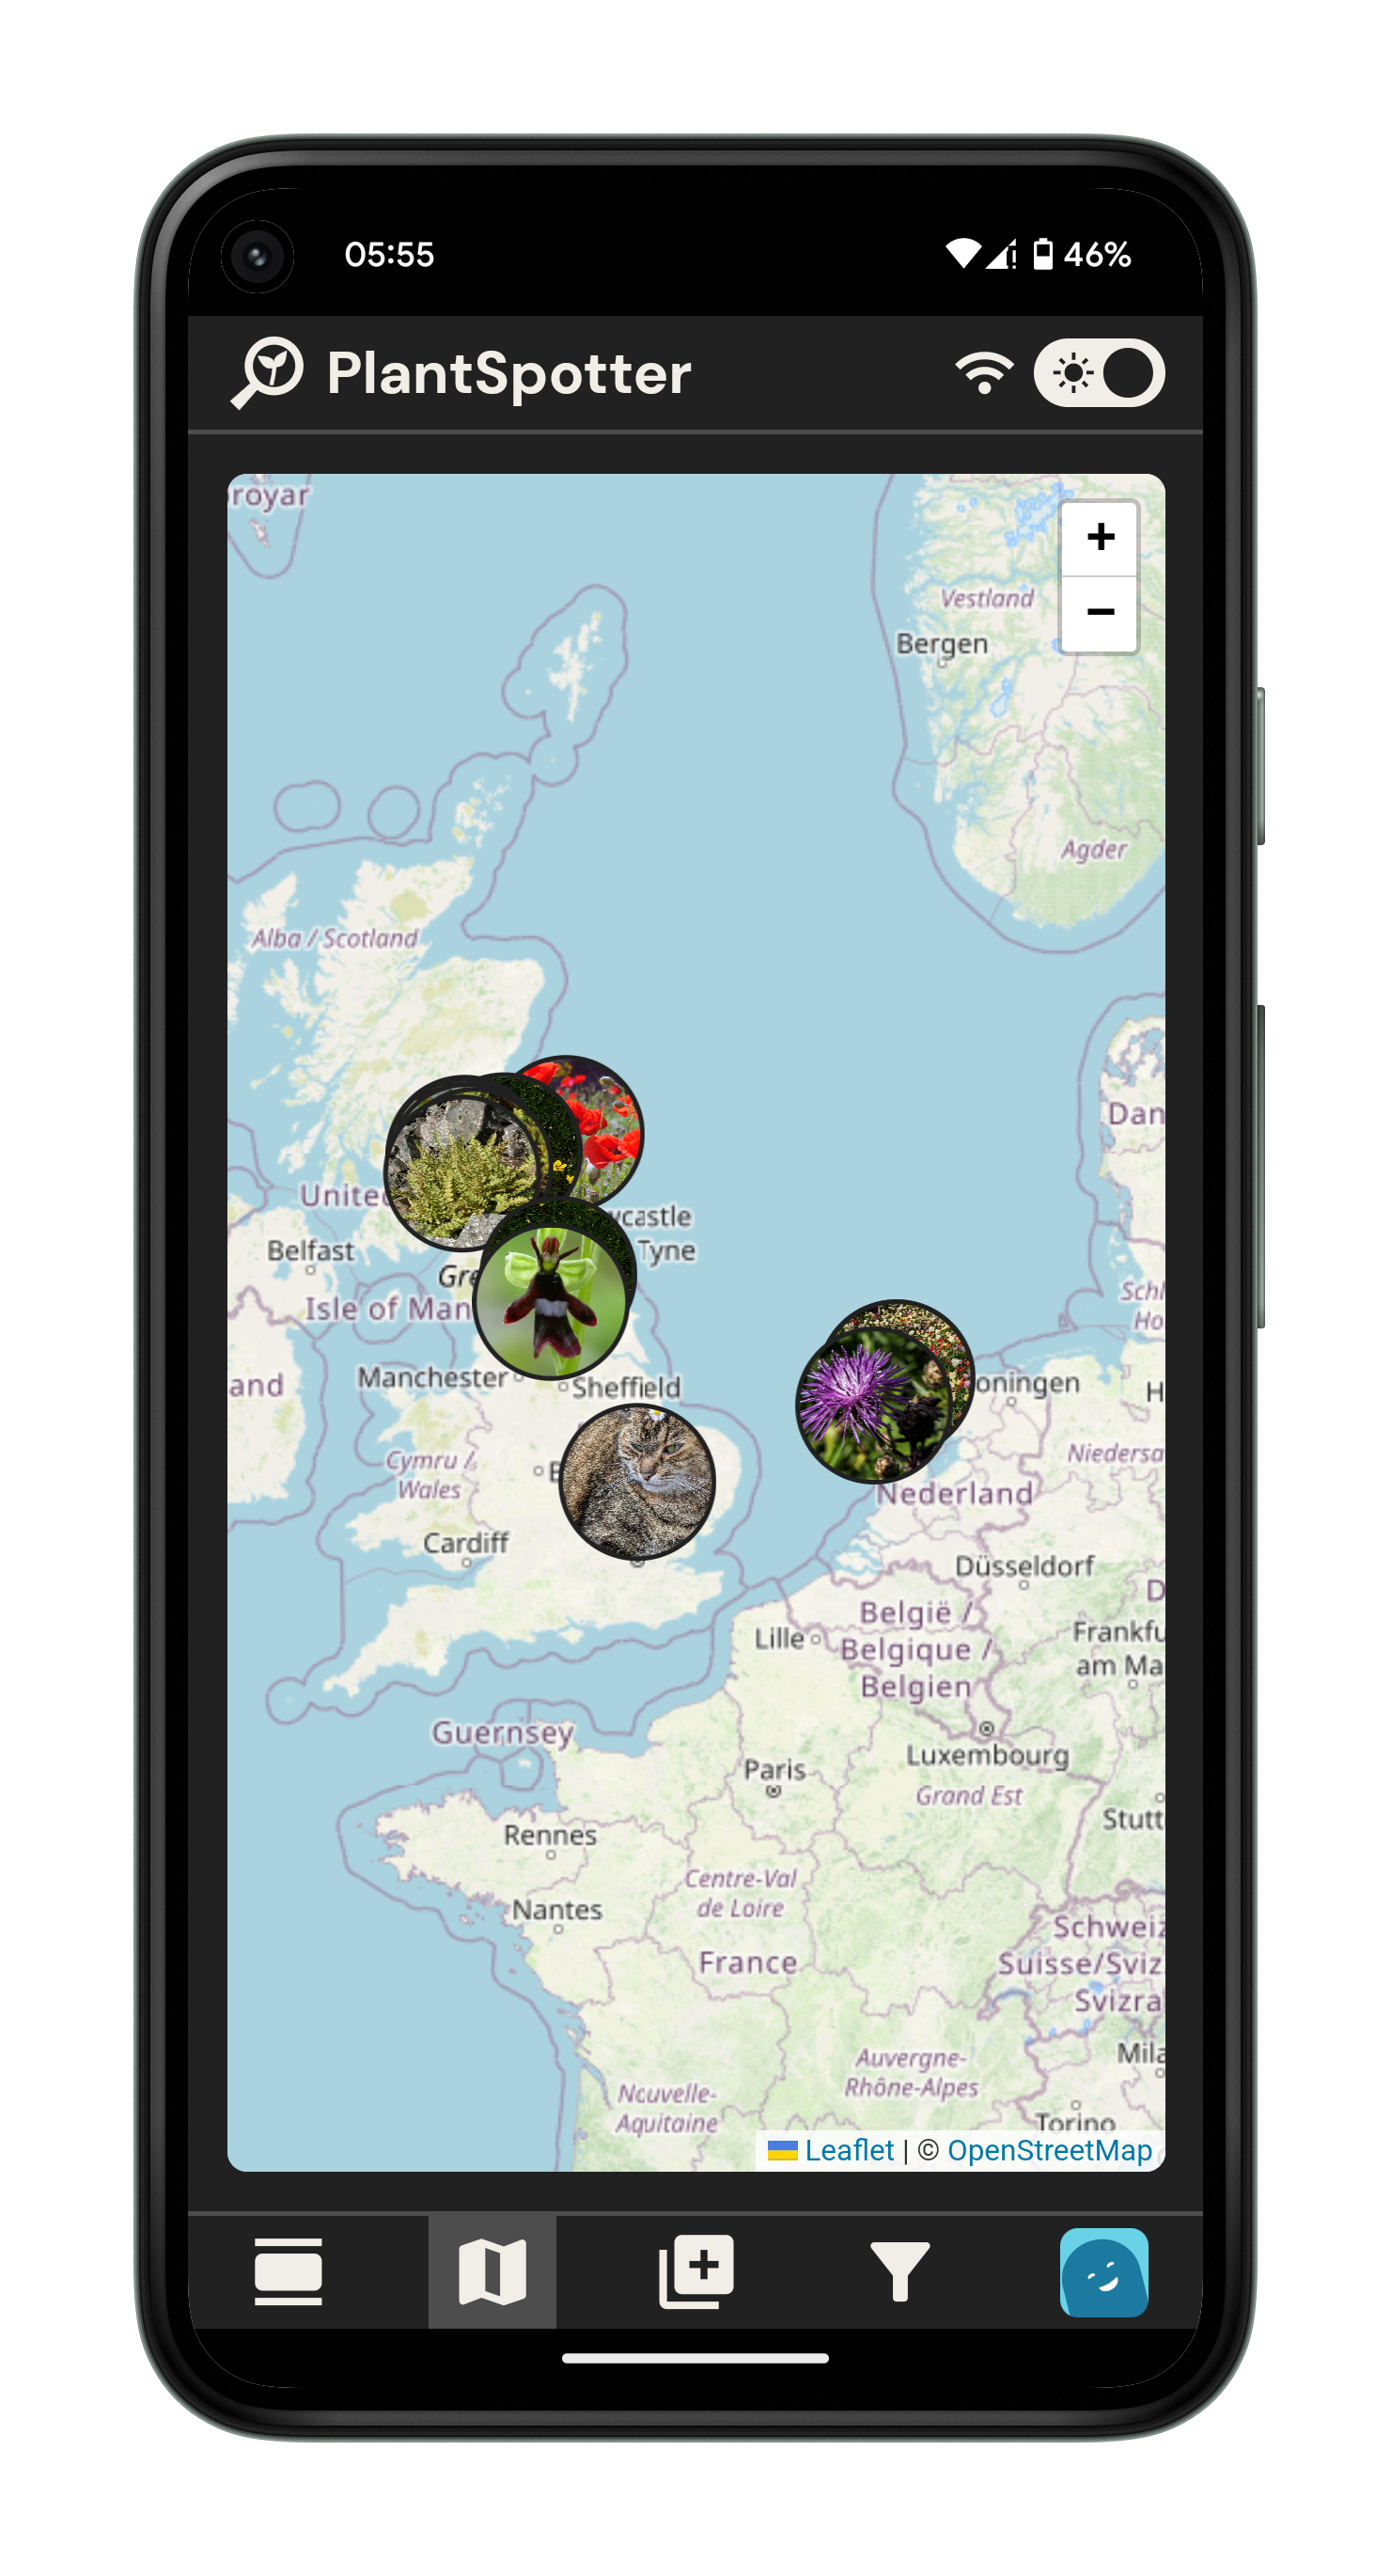 05:55
46%
PlantSpotter
royar
+
−
Vestland
Bergen
Agder
Alba / Scotland
Dan
United
castle
Tyne
Belfast
Gre
Isle of Man
Schl
Ho
and
Manchester
Sheffield
oningen
H
Niedersa
Cymru /
Wales
Nederland
Cardiff
Düsseldorf
D
België /
Belgique /
Belgien
Lille
Frankfu
am Ma
Guernsey
Luxembourg
Paris
Grand Est
Stutt
Rennes
Centre-Val
de Loire
Nantes
Schweiz
Suisse/Sviz
Svizra
France
Mila
Auvergne-
Rhône-Alpes
Nouvelle-
Aquitaine
Torino
Leaflet | © OpenStreetMap